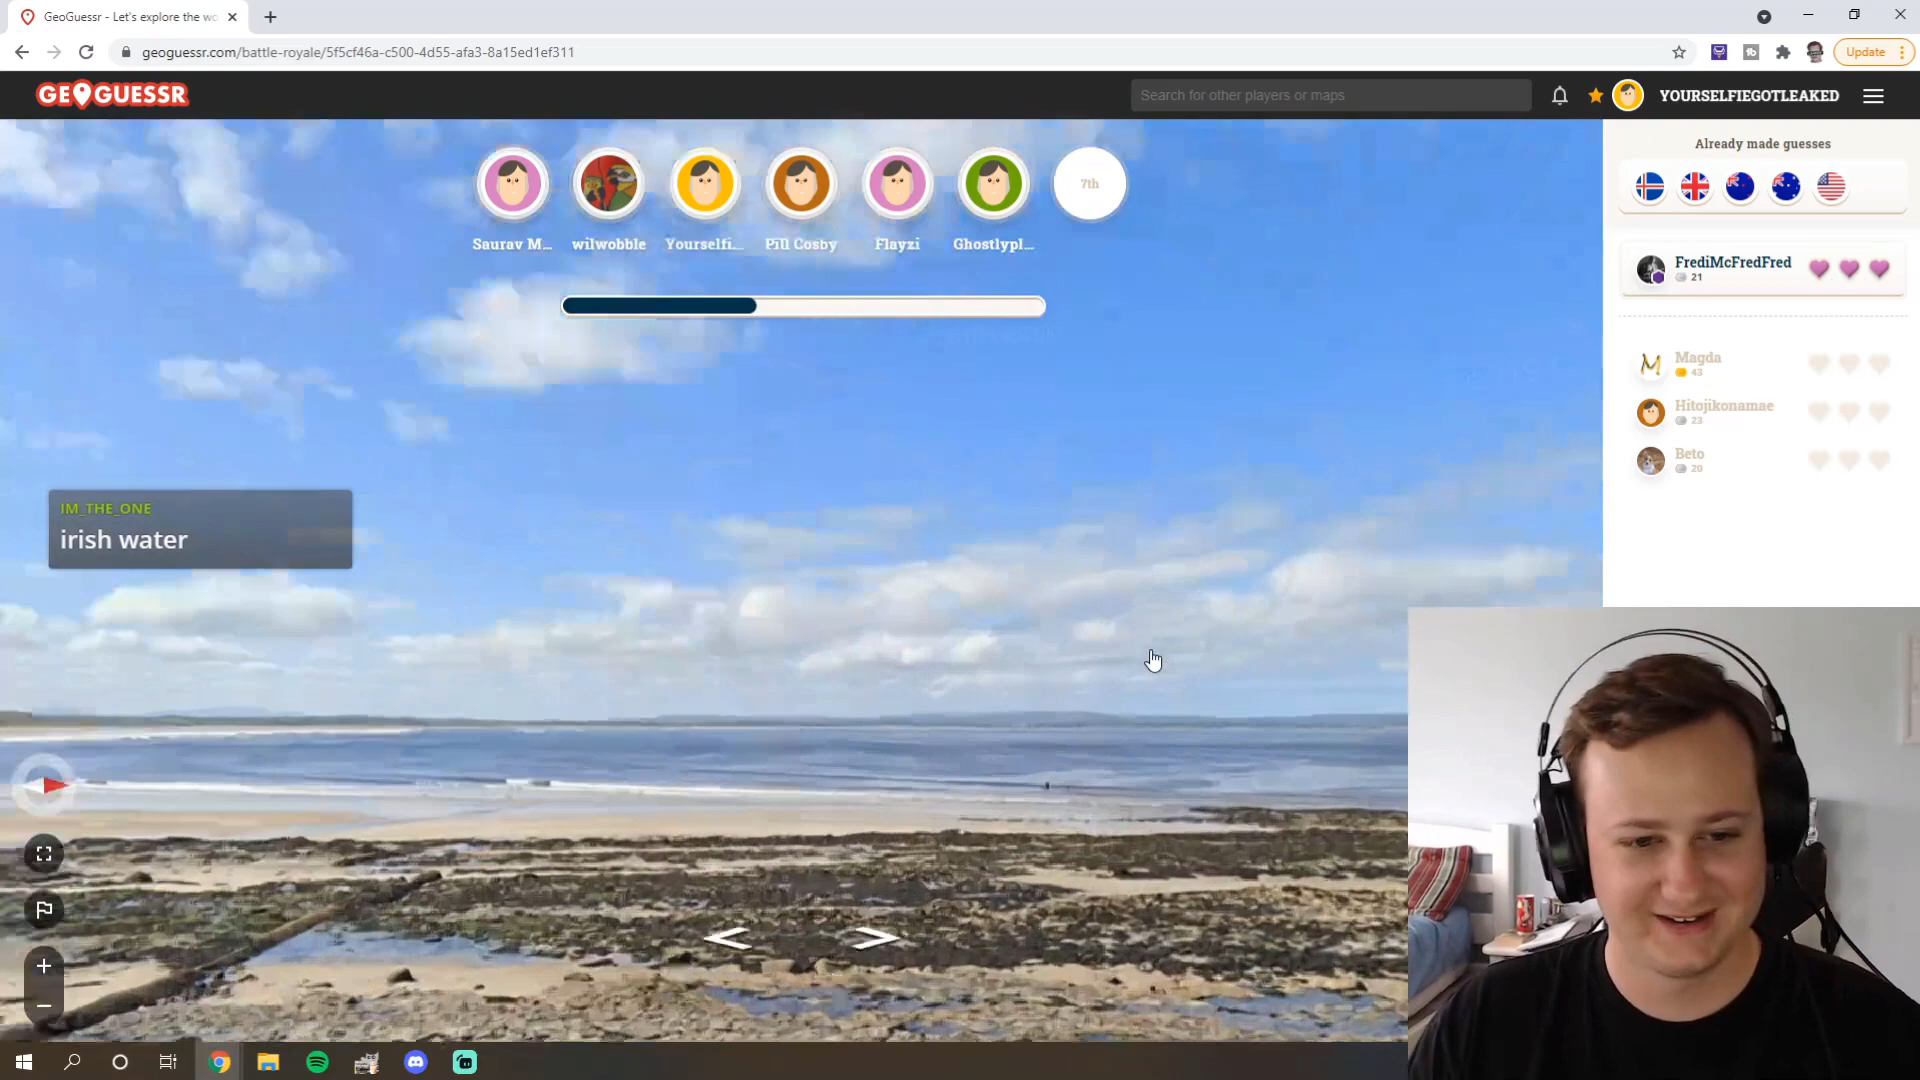 GeoGuessr - Let's explore the wo
geoguessr.com/battle-royale/5f5cf46a-c500-4d55-afa3-8a15ed1ef311
Update
GEOGUESSR
Search for other players or maps
YOURSELFIEGOTLEAKED
Already made guesses
7th
Saurav M...
wilwobble
Yourselfi...
Pill Cosby
Flayzi
Ghostlypl...
FrediMcFredFred
21
Magda
43
Hitojikonamae
23
Beto
20
IM_THE_ONE
irish water